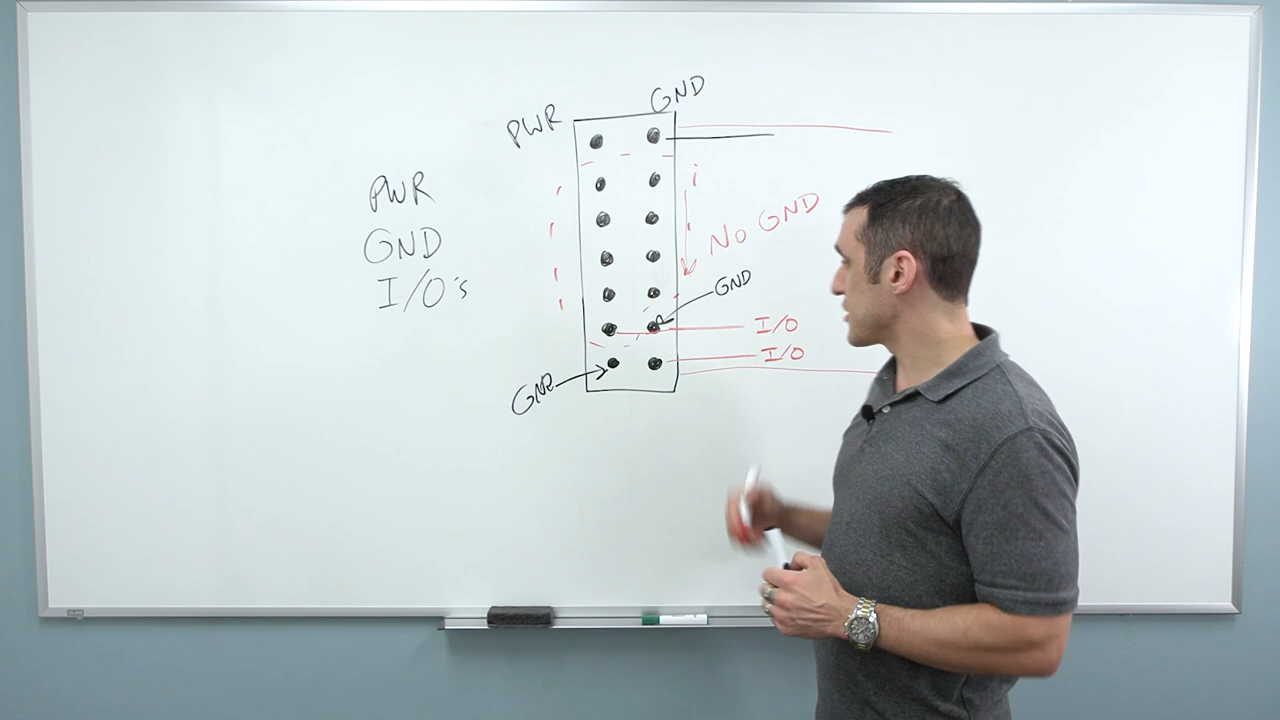 GND
PWR
PWR
i
GND
No GND
I/O's
GND
I/O
I/O
GND